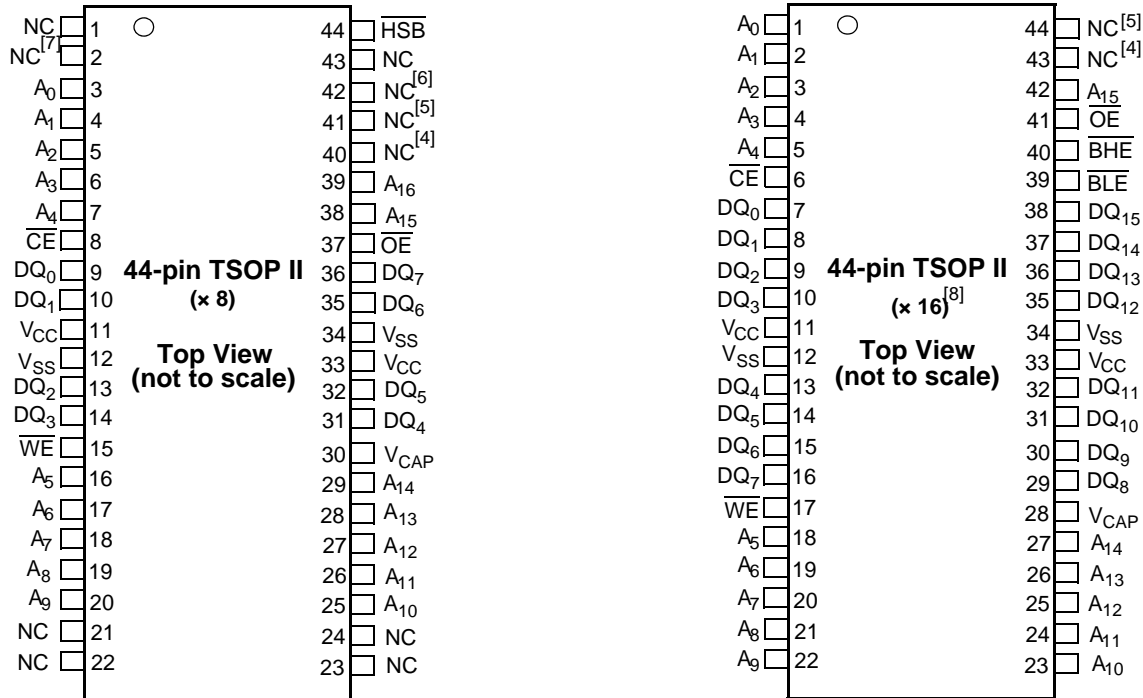 NC 1 44 HSB
NC[7] 2 43 NC
A0 3 42 NC[6]
A1 4 41 NC[5]
A2 5 40 NC[4]
A3 6 39 A16
A4 7 38 A15
CE 8 37 OE
DQ0 9 36 DQ7
DQ1 10 35 DQ6
VCC 11 34 VSS
VSS 12 33 VCC
DQ2 13 32 DQ5
DQ3 14 31 DQ4
WE 15 30 VCAP
A5 16 29 A14
A6 17 28 A13
A7 18 27 A12
A8 19 26 A11
A9 20 25 A10
NC 21 24 NC
NC 22 23 NC
44-pin TSOP II
(× 8)
Top View
(not to scale)
A0 1 44 NC[5]
A1 2 43 NC[4]
A2 3 42 A15
A3 4 41 OE
A4 5 40 BHE
CE 6 39 BLE
DQ0 7 38 DQ15
DQ1 8 37 DQ14
DQ2 9 36 DQ13
DQ3 10 35 DQ12
VCC 11 34 VSS
VSS 12 33 VCC
DQ4 13 32 DQ11
DQ5 14 31 DQ10
DQ6 15 30 DQ9
DQ7 16 29 DQ8
WE 17 28 VCAP
A5 18 27 A14
A6 19 26 A13
A7 20 25 A12
A8 21 24 A11
A9 22 23 A10
44-pin TSOP II
(× 16)[8]
Top View
(not to scale)